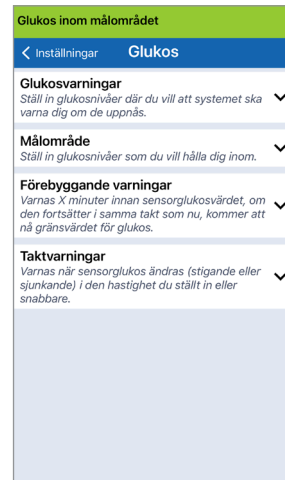 Glukos inom målområdet
Inställningar Glukos
Glukosvarningar
Ställ in glukosnivåer där du vill att systemet ska
varna dig om de uppnås.
Målområde
Ställ in glukosnivåer som du vill hålla dig inom.
Förebyggande varningar
Varnas X minuter innan sensorglukosvärdet, om
den fortsätter i samma takt som nu, kommer att
nå gränsvärdet för glukos.
Taktvarningar
Varnas när sensorglukos ändras (stigande eller
sjunkande) i den hastighet du ställt in eller
snabbare.